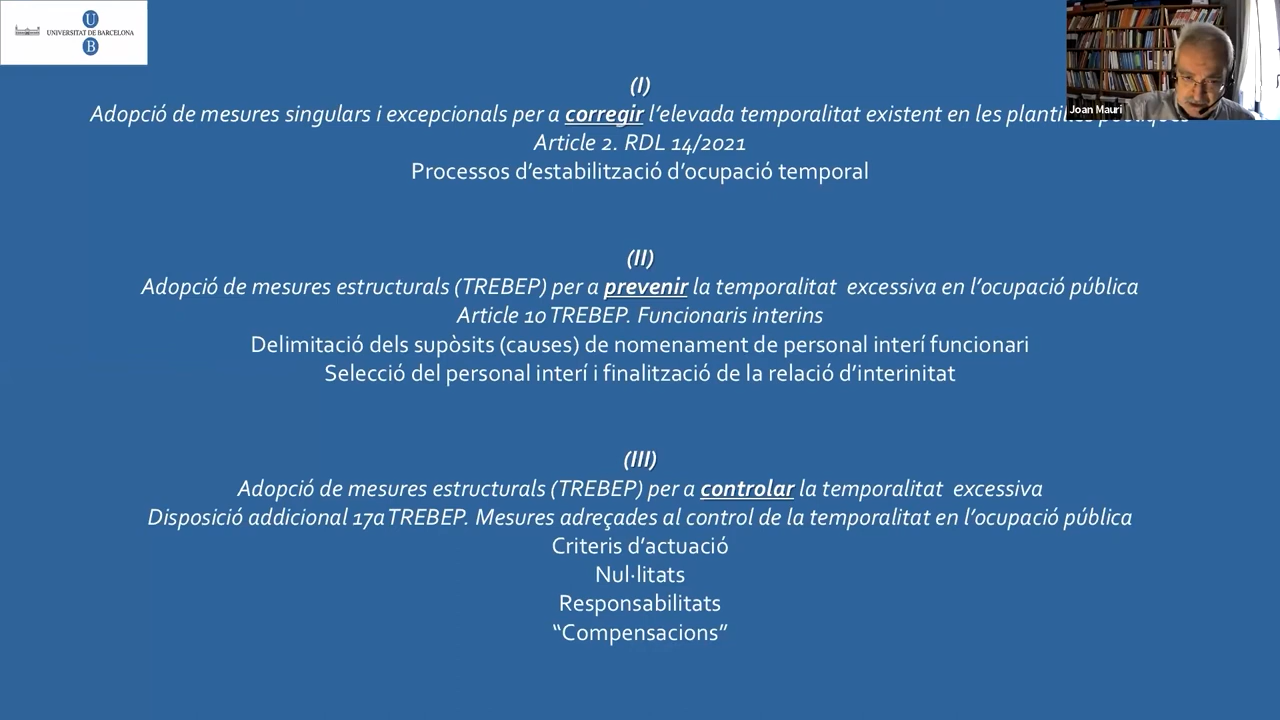 U
UNIVERSITAT DE BARCELONA
B
Joan Mauri
(I)
Adopció de mesures singulars i excepcionals per a corregir l’elevada temporalitat existent en les
Article 2. RDL 14/2021
Processos d’estabilització d’ocupació temporal
(II)
Adopció de mesures estructurals (TREBEP) per a prevenir la temporalitat excessiva en l’ocupació pública
Article 10 TREBEP. Funcionaris interins
Delimitació dels supòsits (causes) de nomenament de personal interí funcionari
Selecció del personal interí i finalització de la relació d’interinitat
(III)
Adopció de mesures estructurals (TREBEP) per a controlar la temporalitat excessiva
Disposició addicional 17a TREBEP. Mesures adreçades al control de la temporalitat en l’ocupació pública
Criteris d’actuació
Nul·litats
Responsabilitats
“Compensacions”